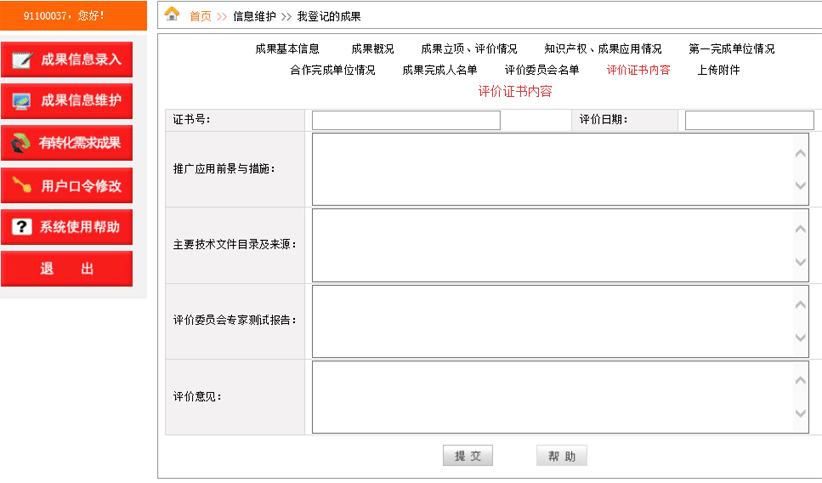 91100037，您好！
成果信息录入
成果信息维护
有转化需求成果
用户口令修改
系统使用帮助
退 出
首页 >> 信息维护 >> 我登记的成果
成果基本信息 成果概况 成果立项、评价情况 知识产权、成果应用情况 第一完成单位情况
合作完成单位情况 成果完成人名单 评价委员会名单 评价证书内容 上传附件
评价证书内容
证书号： 评价日期：
推广应用前景与措施：
主要技术文件目录及来源：
评价委员会专家测试报告：
评价意见：
提 交 帮 助